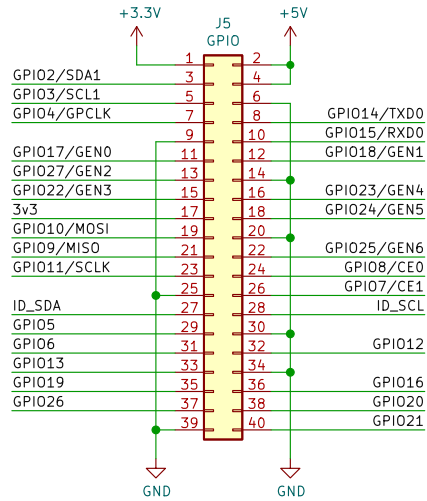 +3.3V +5V
J5
GPIO
1 2
GPIO2/SDA1 3 4
GPIO3/SCL1 5 6
GPIO4/GPCLK 7 8 GPIO14/TXD0
9 10 GPIO15/RXD0
GPIO17/GEN0 11 12 GPIO18/GEN1
GPIO27/GEN2 13 14
GPIO22/GEN3 15 16 GPIO23/GEN4
3v3 17 18 GPIO24/GEN5
GPIO10/MOSI 19 20
GPIO9/MISO 21 22 GPIO25/GEN6
GPIO11/SCLK 23 24 GPIO8/CE0
25 26 GPIO7/CE1
ID_SDA 27 28 ID_SCL
GPIO5 29 30
GPIO6 31 32 GPIO12
GPIO13 33 34
GPIO19 35 36 GPIO16
GPIO26 37 38 GPIO20
39 40 GPIO21
GND GND